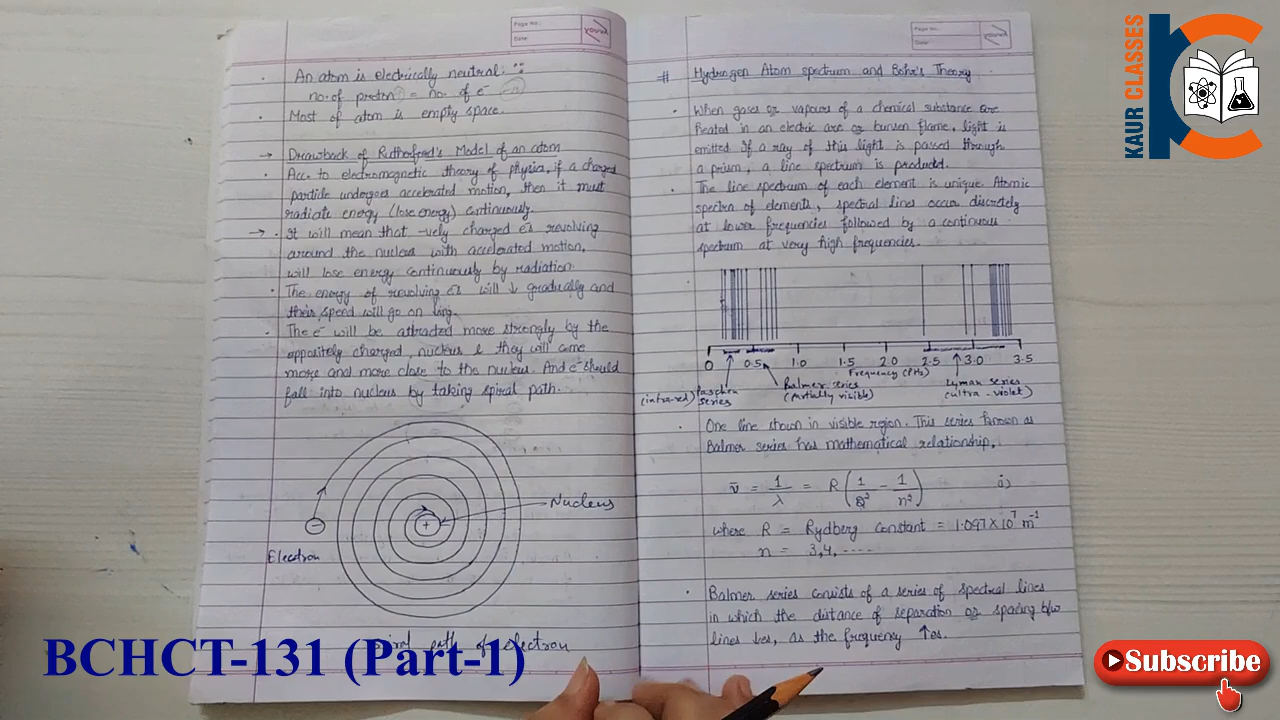 Page No.:
Date:
YOUVA
An atom is electrically neutral ∵
no. of proton = no. of e⁻
Most of atom is empty space.
→ Drawback of Rutherford's Model of an atom
Acc. to electromagnetic theory of physics, if a charged
particle undergoes accelerated motion, then it must
radiate energy (lose energy) continuously.
→ It will mean that -vely charged e⁻s revolving
around the nucleus with accelerated motion,
will lose energy continuously by radiation.
The energy of revolving e⁻s will ↓ gradually and
their speed will go on ↓ing.
The e⁻ will be attracted more strongly by the
oppositely charged nucleus & they will come
more and more close to the nucleus. And e⁻ should
fall into nucleus by taking spiral path.
Nucleus
+
−
Electron
path of electron
Page No.:
Date:
YOUVA
# Hydrogen Atom spectrum and Bohr's Theory
When gases or vapours of a chemical substance are
heated in an electric arc or bunsen flame, light is
emitted If a ray of this light is passed through
a prism, a line spectrum is produced.
The line spectrum of each element is unique. Atomic
spectra of elements, spectral lines occur discretely
at lower frequencies followed by a continuous
spectrum at very high frequencies.
0 0.5 1.0 1.5 2.0 2.5 3.0 3.5
Frequency (PHz)
(infra-red) Paschen series
Balmer series (Partially visible)
Lyman series (ultra-violet)
One line shown in visible region. This series known as
Balmer series has mathematical relationship.
ν̄ = 1/λ = R (1/2² − 1/n²) i)
where R = Rydberg constant = 1.097×10⁷ m⁻¹
n = 3,4, .....
Balmer series consists of a series of spectral lines
in which the distance of separation or spacing b/w
lines ↓es, as the frequency ↑es.
BCHCT-131 (Part-1)
KAUR CLASSES
Subscribe